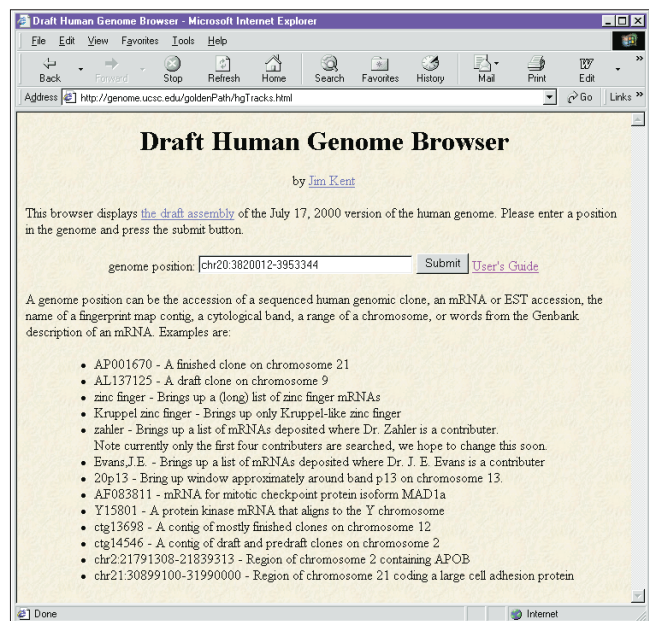 Draft Human Genome Browser - Microsoft Internet Explorer
File Edit View Favorites Tools Help
Back Forward Stop Refresh Home Search Favorites History Mail Print Edit »
Address http://genome.ucsc.edu/goldenPath/hgTracks.html Go Links »
Draft Human Genome Browser
by Jim Kent
This browser displays the draft assembly of the July 17, 2000 version of the human genome. Please enter a position
in the genome and press the submit button.
genome position: chr20:3820012-3953344 Submit User's Guide
A genome position can be the accession of a sequenced human genomic clone, an mRNA or EST accession, the
name of a fingerprint map contig, a cytological band, a range of a chromosome, or words from the Genbank
description of an mRNA. Examples are:
• AP001670 - A finished clone on chromosome 21
• AL137125 - A draft clone on chromosome 9
• zinc finger - Brings up a (long) list of zinc finger mRNAs
• Kruppel zinc finger - Brings up only Kruppel-like zinc finger
• zahler - Brings up a list of mRNAs deposited where Dr. Zahler is a contributer.
Note currently only the first four contributers are searched, we hope to change this soon.
• Evans,J.E. - Brings up a list of mRNAs deposited where Dr. J. E. Evans is a contributer
• 20p13 - Bring up window approximately around band p13 on chromosome 13.
• AF083811 - mRNA for mitotic checkpoint protein isoform MAD1a
• Y15801 - A protein kinase mRNA that aligns to the Y chromosome
• ctg13698 - A contig of mostly finished clones on chromosome 12
• ctg14546 - A contig of draft and predraft clones on chromosome 2
• chr2:21791308-21839313 - Region of chromosome 2 containing APOB
• chr21:30899100-31990000 - Region of chromosome 21 coding a large cell adhesion protein
Done Internet